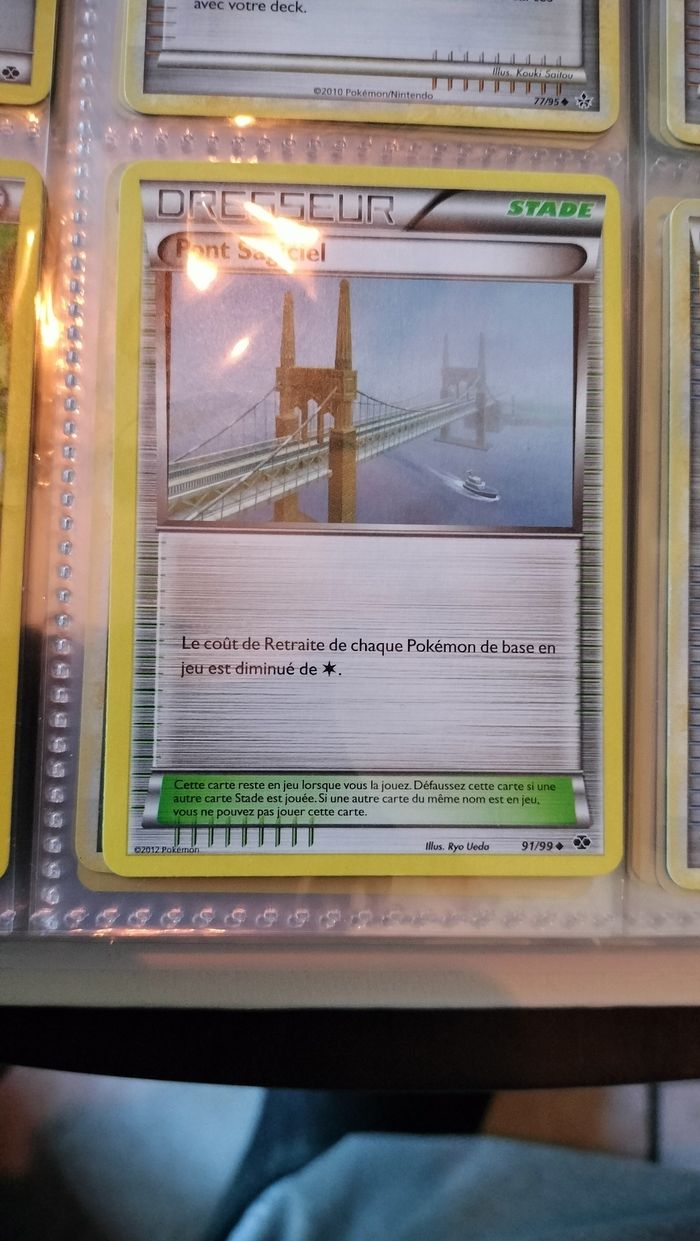 avec votre deck.
Illus. Kouki Saitou
©2010 Pokémon/Nintendo
77/95
DRESSEUR
STADE
Pont Sagiciel
Le coût de Retraite de chaque Pokémon de base en
jeu est diminué de ✶.
Cette carte reste en jeu lorsque vous la jouez. Défaussez cette carte si une
autre carte Stade est jouée. Si une autre carte du même nom est en jeu,
vous ne pouvez pas jouer cette carte.
©2012 Pokémon
Illus. Ryo Ueda
91/99